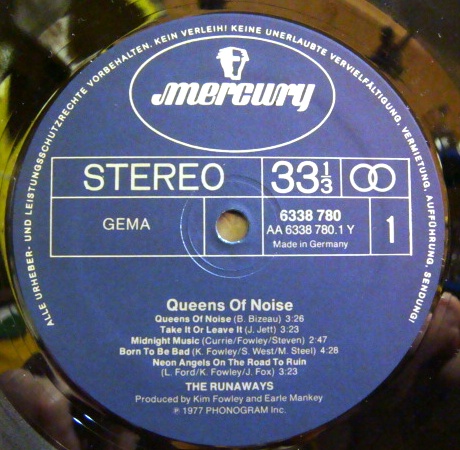 ALLE URHEBER- UND LEISTUNGSSCHUTZRECHTE VORBEHALTEN. KEIN VERLEIH! KEINE UNERLAUBTE VERVIELFÄLTIGUNG, VERMIETUNG, AUFFÜHRUNG, SENDUNG!
mercury
STEREO 33 1/3
GEMA
6338 780
AA 6338 780.1 Y
Made in Germany
1
Queens Of Noise
Queens Of Noise (B. Bizeau) 3:26
Take It Or Leave It (J. Jett) 3:23
Midnight Music (Currie/Fowley/Steven) 2:47
Born To Be Bad (K. Fowley/S. West/M. Steel) 4:28
Neon Angels On The Road To Ruin
(L. Ford/K. Fowley/J. Fox) 3:23
THE RUNAWAYS
Produced by Kim Fowley and Earle Mankey
℗ 1977 PHONOGRAM Inc.